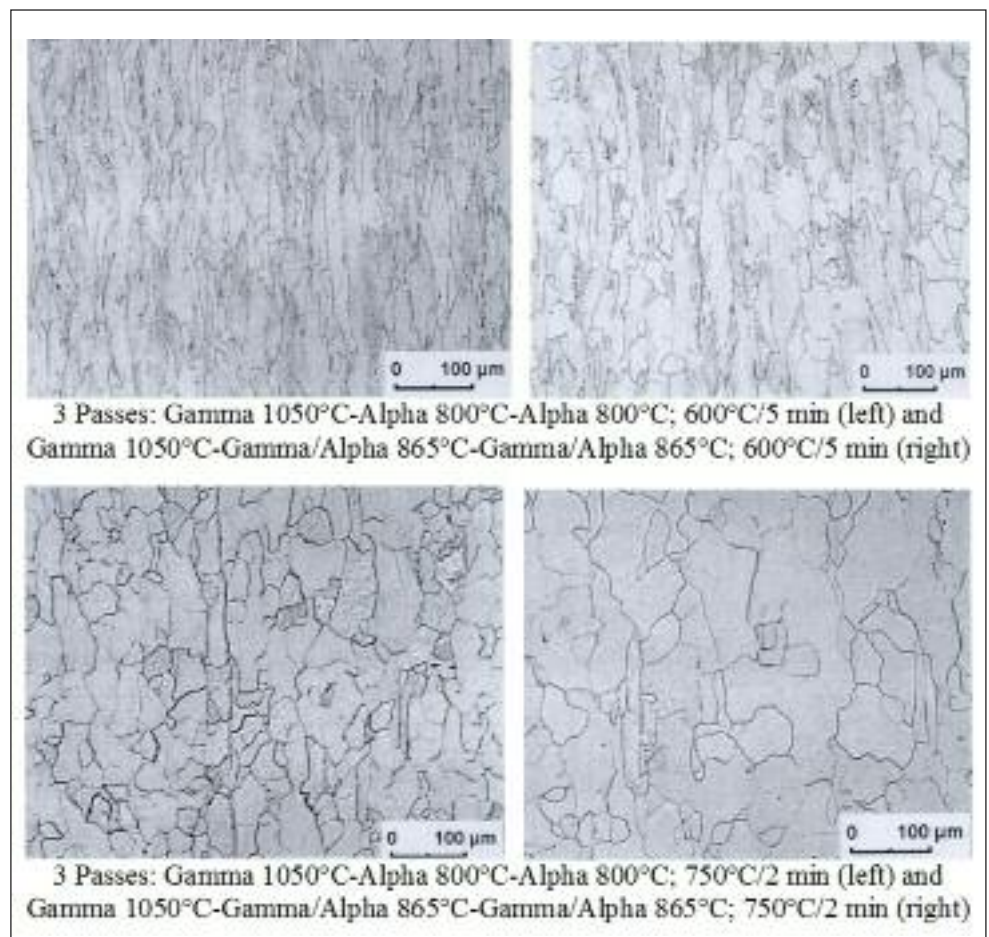 0 100 µm
0 100 µm
3 Passes: Gamma 1050°C-Alpha 800°C-Alpha 800°C; 600°C/5 min (left) and
Gamma 1050°C-Gamma/Alpha 865°C-Gamma/Alpha 865°C; 600°C/5 min (right)
0 100 µm
0 100 µm
3 Passes: Gamma 1050°C-Alpha 800°C-Alpha 800°C; 750°C/2 min (left) and
Gamma 1050°C-Gamma/Alpha 865°C-Gamma/Alpha 865°C; 750°C/2 min (right)